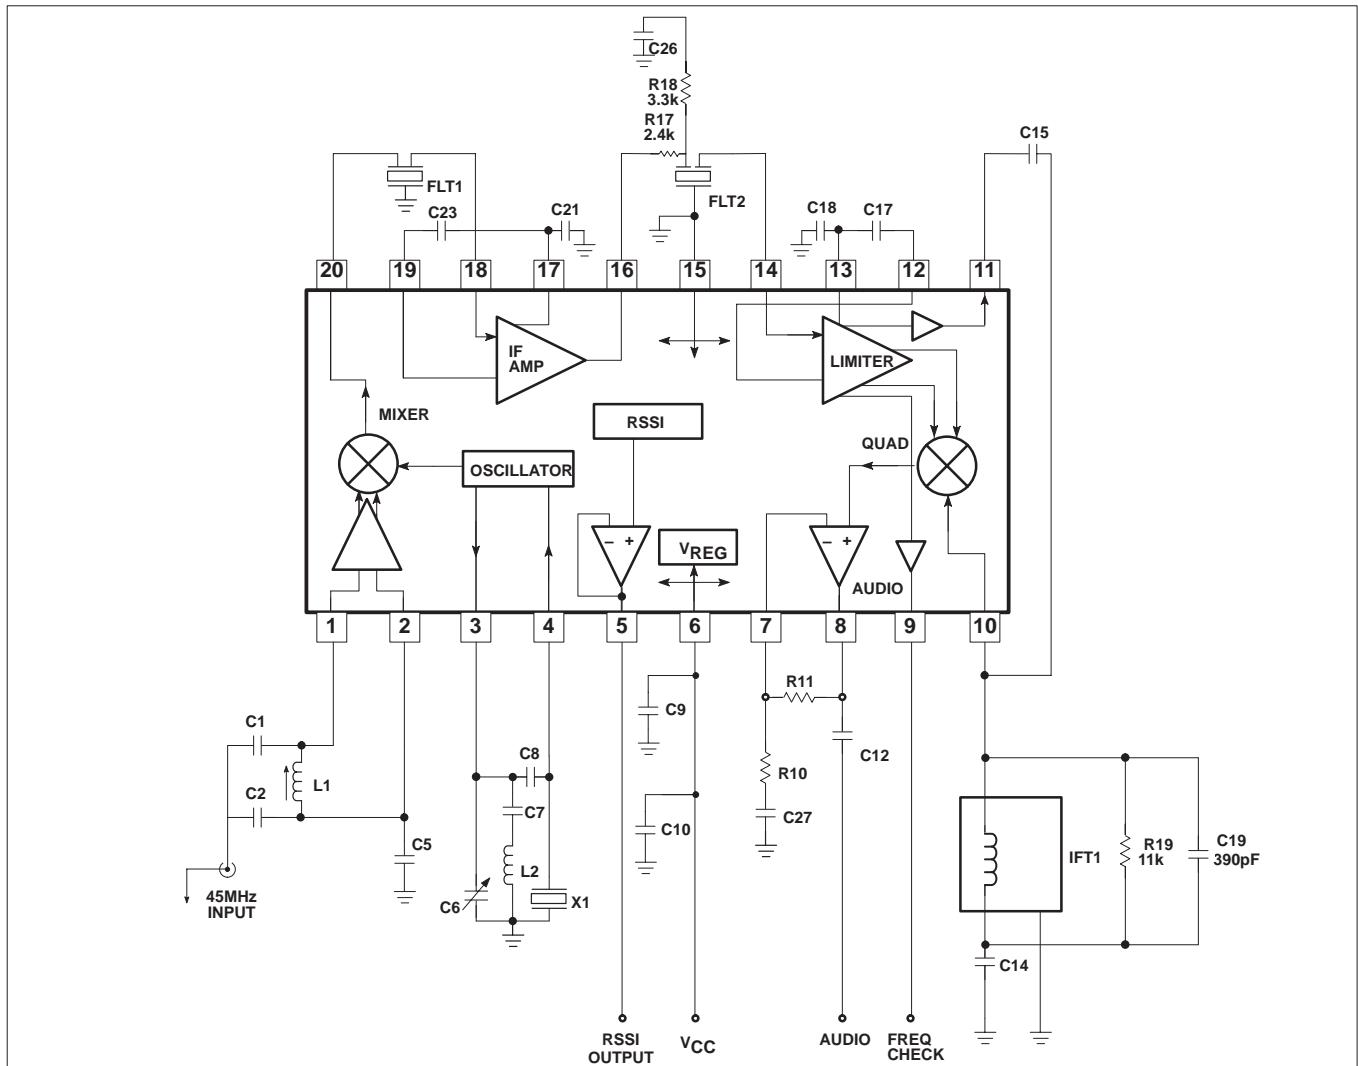 C26
R18
3.3k
R17
2.4k
C15
FLT1
FLT2
C23
C21
C18
C17
20
19
18
17
16
15
14
13
12
11
IF
AMP
LIMITER
MIXER
RSSI
QUAD
OSCILLATOR
– +
VREG
– +
AUDIO
1
2
3
4
5
6
7
8
9
10
R11
C9
C1
C12
C8
L1
R10
C2
C7
C10
C27
C5
L2
C6
X1
IFT1
R19
11k
C19
390pF
45MHz
INPUT
C14
RSSI
OUTPUT
VCC
AUDIO
FREQ
CHECK